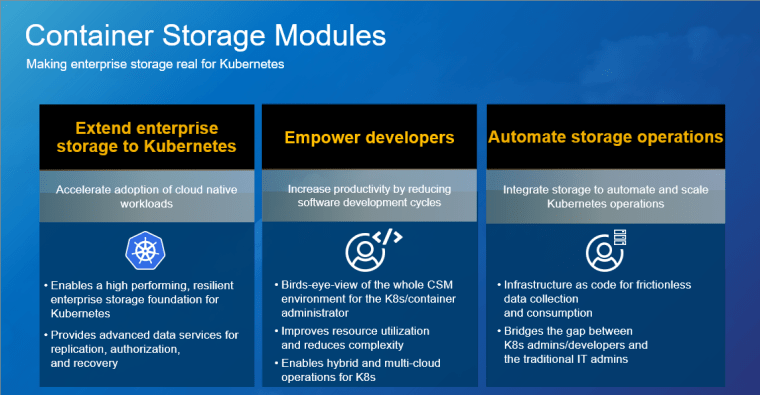 Container Storage Modules
Making enterprise storage real for Kubernetes
Extend enterprise
storage to Kubernetes
Accelerate adoption of cloud native
workloads
• Enables a high performing, resilient
enterprise storage foundation for
Kubernetes
• Provides advanced data services for
replication, authorization,
and recovery
Empower developers
Increase productivity by reducing
software development cycles
• Birds-eye-view of the whole CSM
environment for the K8s/container
administrator
• Improves resource utilization
and reduces complexity
• Enables hybrid and multi-cloud
operations for K8s
Automate storage operations
Integrate storage to automate and scale
Kubernetes operations
• Infrastructure as code for frictionless
data collection
and consumption
• Bridges the gap between
K8s admins/developers and
the traditional IT admins